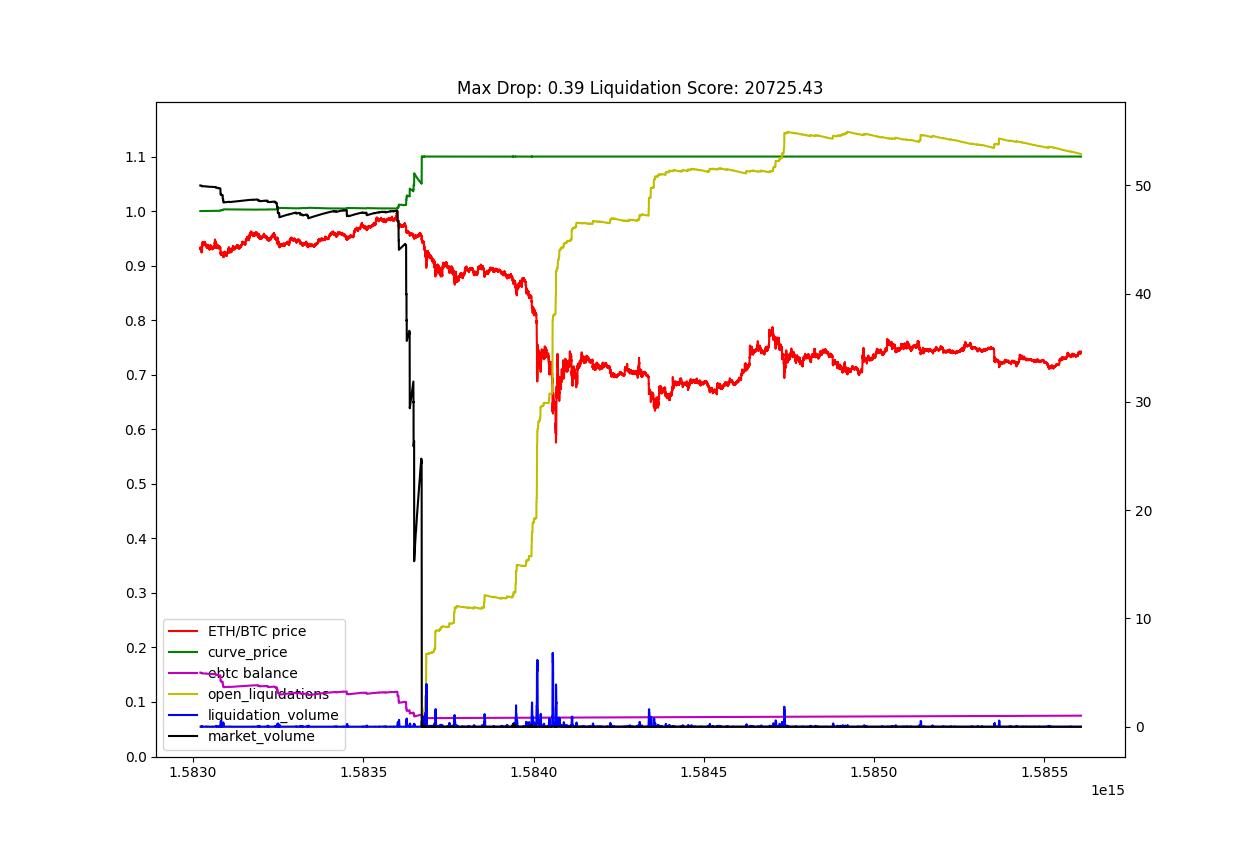 Max Drop: 0.39 Liquidation Score: 20725.43
1.1
1.0
0.9
0.8
0.7
0.6
0.5
0.4
0.3
0.2
0.1
0.0
50
40
30
20
10
0
ETH/BTC price
curve_price
ebtc balance
open_liquidations
liquidation_volume
market_volume
1.5830 1.5835 1.5840 1.5845 1.5850 1.5855
1e15